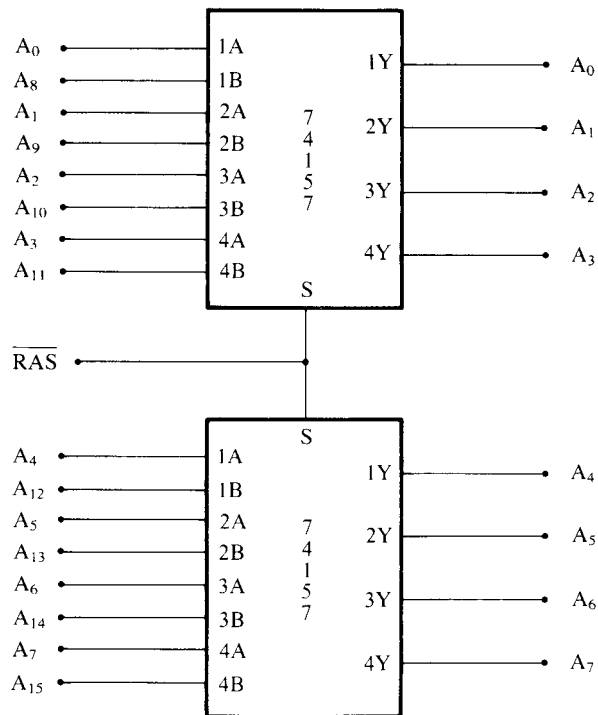 A₀ 1A 1Y A₀
A₈ 1B
A₁ 2A 2Y A₁
A₉ 2B
A₂ 3A 3Y A₂
A₁₀ 3B
A₃ 4A 4Y A₃
A₁₁ 4B
7
4
1
5
7
S
R̅A̅S̅
S
A₄ 1A 1Y A₄
A₁₂ 1B
A₅ 2A 2Y A₅
A₁₃ 2B
A₆ 3A 3Y A₆
A₁₄ 3B
A₇ 4A 4Y A₇
A₁₅ 4B
7
4
1
5
7